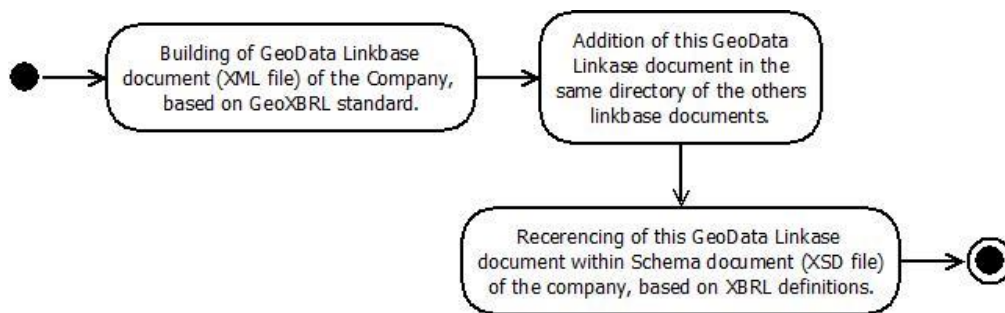 Building of GeoData Linkbase
document (XML file) of the Company,
based on GeoXBRL standard.
Addition of this GeoData
Linkase document in the
same directory of the others
linkbase documents.
Recerencing of this GeoData Linkase
document within Schema document (XSD file)
of the company, based on XBRL definitions.